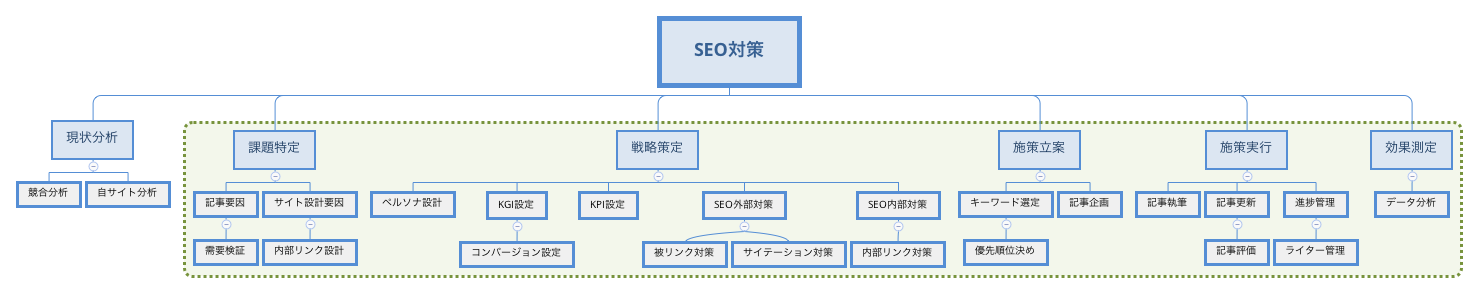 SEO対策
現状分析
課題特定
戦略策定
施策立案
施策実行
効果測定
競合分析
自サイト分析
記事要因
サイト設計要因
ペルソナ設計
KGI設定
KPI設定
SEO外部対策
SEO内部対策
キーワード選定
記事企画
記事執筆
記事更新
進捗管理
データ分析
需要検証
内部リンク設計
コンバージョン設定
被リンク対策
サイテーション対策
内部リンク対策
優先順位決め
記事評価
ライター管理